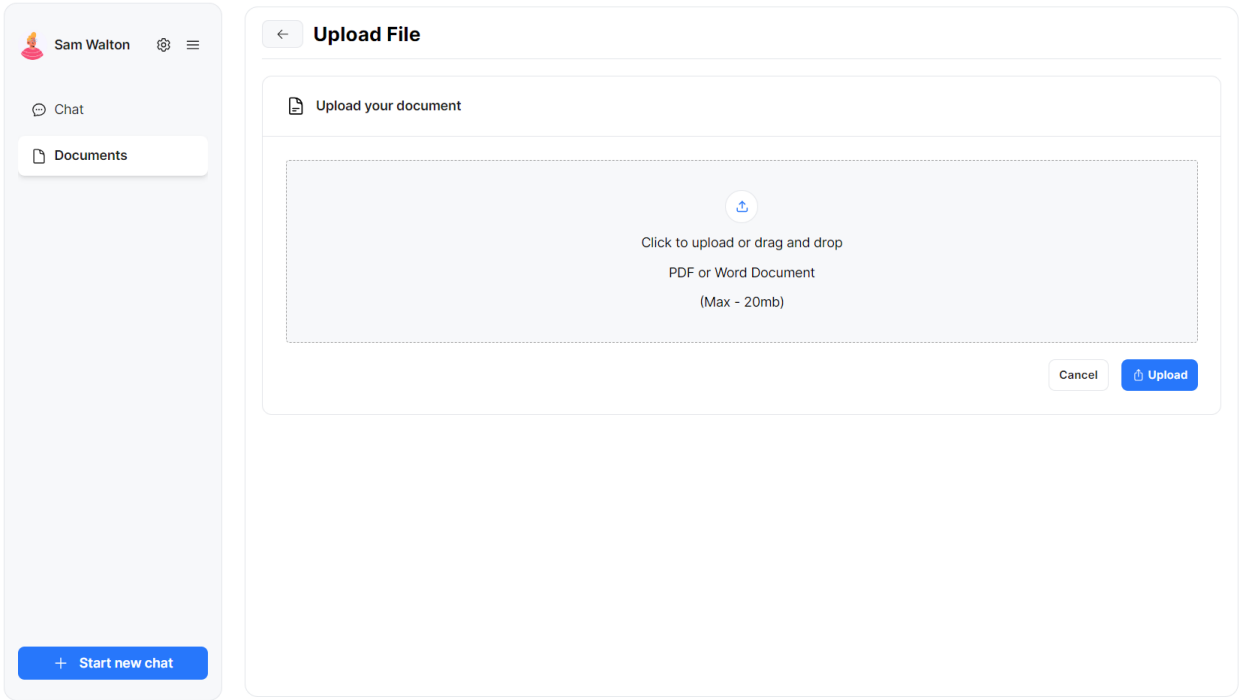 Sam Walton
Chat
Documents
Start new chat
Upload File
Upload your document
Click to upload or drag and drop
PDF or Word Document
(Max - 20mb)
Cancel
Upload